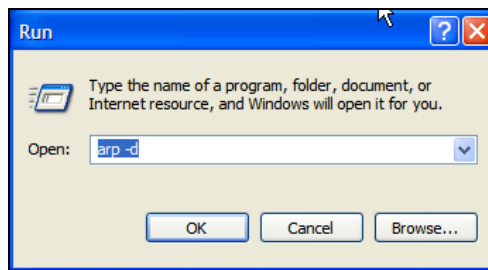 Run
Type the name of a program, folder, document, or
Internet resource, and Windows will open it for you.
Open: arp -d
OK Cancel Browse...